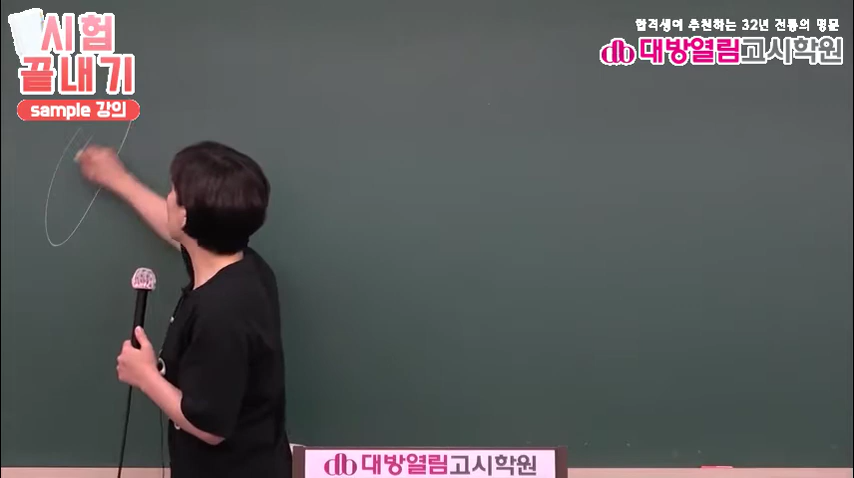 시험
끝내기
sample 강의
합격생이 추천하는 32년 전통의 명문
db 대방열림고시학원
db 대방열림고시학원